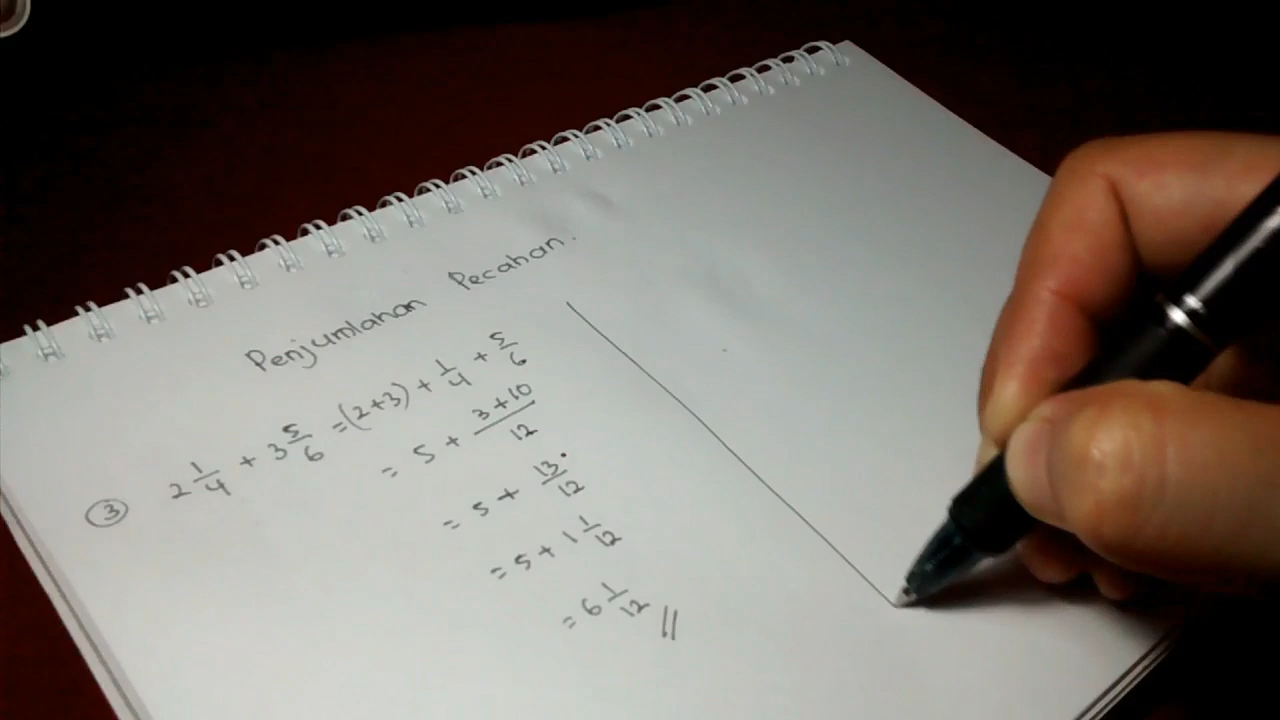 Penjumlahan Pecahan.
③ 2 1/4 + 3 5/6 = (2+3) + 1/4 + 5/6
= 5 + (3+10)/12
= 5 + 13/12
= 5 + 1 1/12
= 6 1/12 //